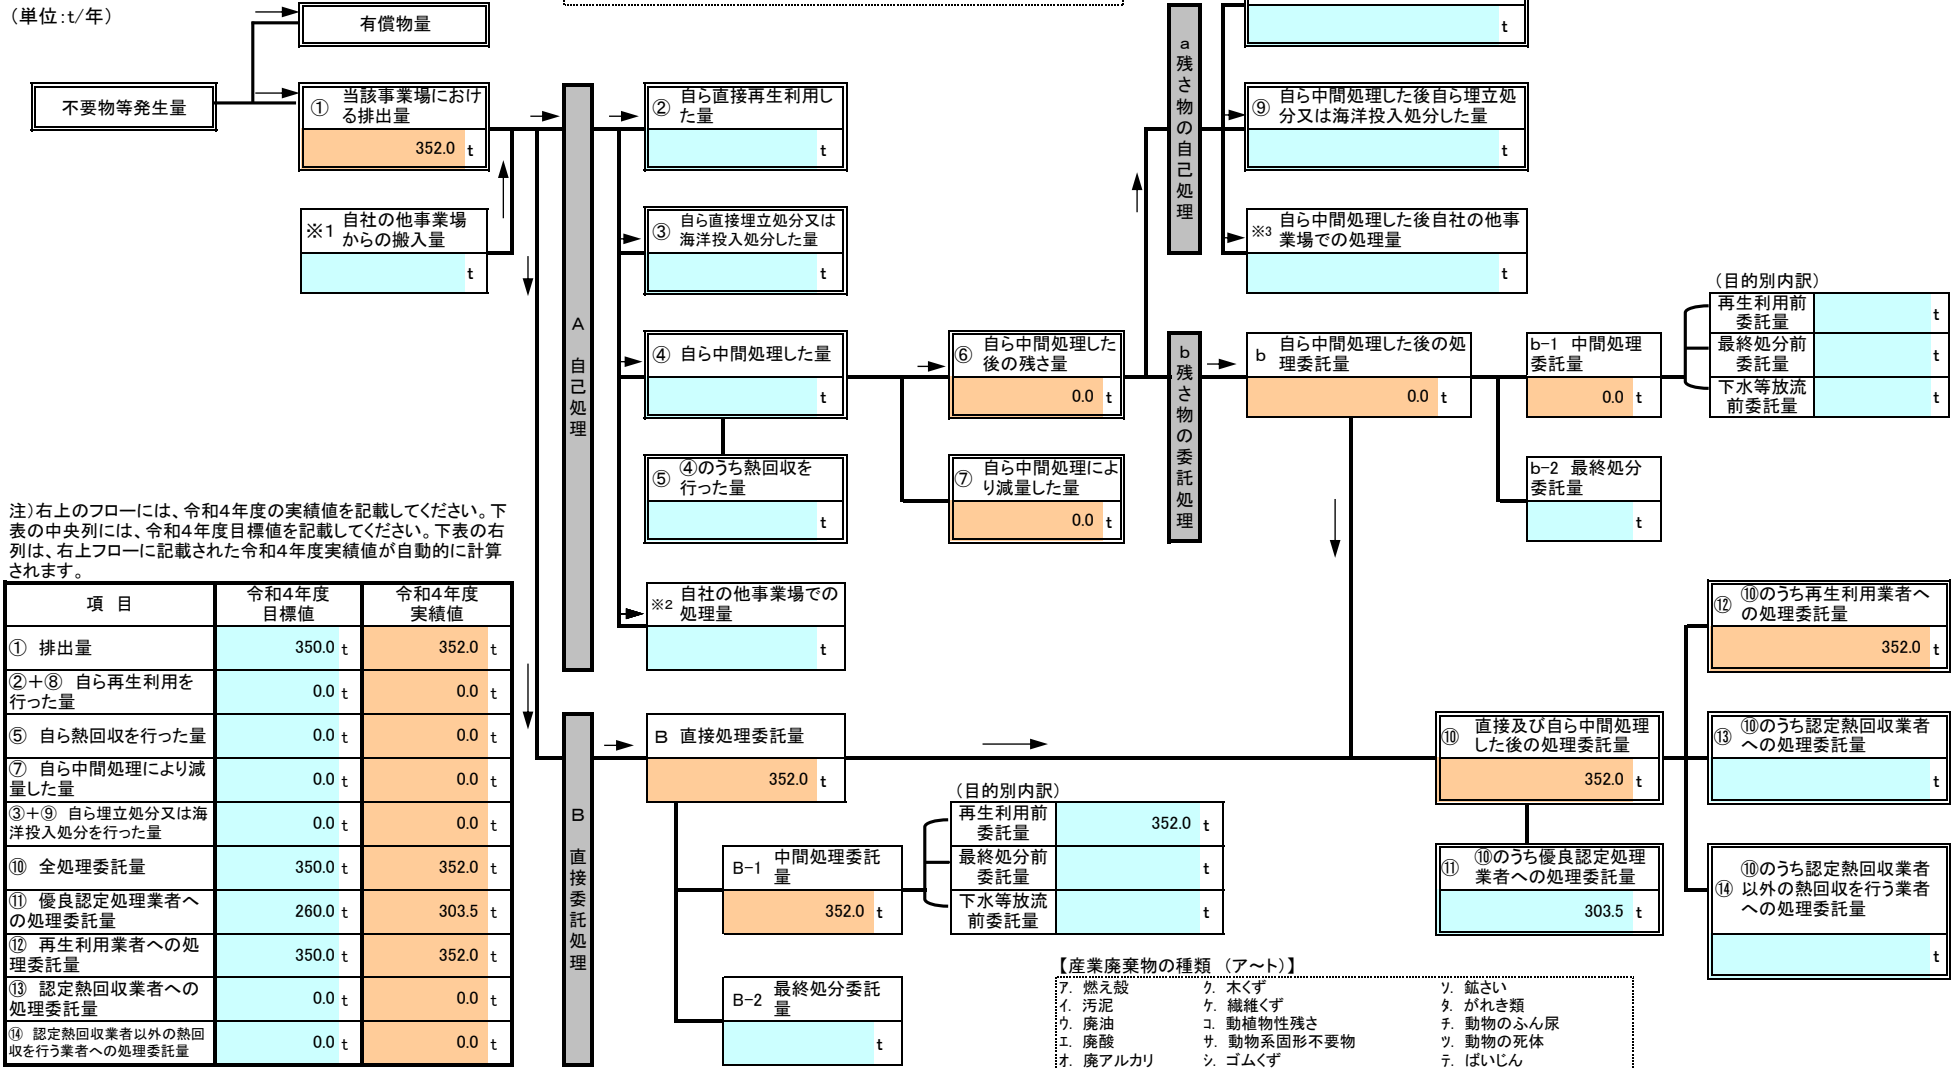 (単位:t/年)
有償物量
不要物等発生量
① 当該事業場におけ
る排出量
352.0 t
※1 自社の他事業場
からの搬入量
t
A 自己処理
② 自ら直接再生利用し
た量
t
③ 自ら直接埋立処分又は
海洋投入処分した量
t
④ 自ら中間処理した量
t
⑤ ④のうち熱回収を
行った量
t
※2 自社の他事業場での
処理量
t
⑥ 自ら中間処理した
後の残さ量
0.0 t
⑦ 自ら中間処理によ
り減量した量
0.0 t
a 残さ物の自己処理
t
⑨ 自ら中間処理した後自ら埋立処
分又は海洋投入処分した量
t
※3 自ら中間処理した後自社の他事
業場での処理量
t
b 残さ物の委託処理
b 自ら中間処理した後の処
理委託量
0.0 t
b-1 中間処理
委託量
0.0 t
b-2 最終処分
委託量
t
(目的別内訳)
再生利用前
委託量
t
最終処分前
委託量
t
下水等放流
前委託量
t
注)右上のフローには、令和4年度の実績値を記載してください。下
表の中央列には、令和4年度目標値を記載してください。下表の右
列は、右上フローに記載された令和4年度実績値が自動的に計算
されます。
項 目
令和4年度
目標値
令和4年度
実績値
① 排出量 350.0 t 352.0 t
②+⑧ 自ら再生利用を
行った量
0.0 t 0.0 t
⑤ 自ら熱回収を行った量 0.0 t 0.0 t
⑦ 自ら中間処理により減
量した量
0.0 t 0.0 t
③+⑨ 自ら埋立処分又は海
洋投入処分を行った量
0.0 t 0.0 t
⑩ 全処理委託量 350.0 t 352.0 t
⑪ 優良認定処理業者へ
の処理委託量
260.0 t 303.5 t
⑫ 再生利用業者への処
理委託量
350.0 t 352.0 t
⑬ 認定熱回収業者への
処理委託量
0.0 t 0.0 t
⑭ 認定熱回収業者以外の熱回
収を行う業者への処理委託量
0.0 t 0.0 t
B 直接委託処理
B 直接処理委託量
352.0 t
B-1 中間処理委託
量
352.0 t
B-2 最終処分委託
量
t
(目的別内訳)
再生利用前
委託量
352.0 t
最終処分前
委託量
t
下水等放流
前委託量
t
⑩ 直接及び自ら中間処理
した後の処理委託量
352.0 t
⑪ ⑩のうち優良認定処理
業者への処理委託量
303.5 t
⑫ ⑩のうち再生利用業者へ
の処理委託量
352.0 t
⑬ ⑩のうち認定熱回収業者
への処理委託量
t
⑭ ⑩のうち認定熱回収業者
以外の熱回収を行う業者
への処理委託量
t
【産業廃棄物の種類 (ア~ト)】
ア. 燃え殻 ク. 木くず ソ. 鉱さい
イ. 汚泥 ケ. 繊維くず タ. がれき類
ウ. 廃油 コ. 動植物性残さ チ. 動物のふん尿
エ. 廃酸 サ. 動物系固形不要物 ツ. 動物の死体
オ. 廃アルカリ シ. ゴムくず テ. ばいじん